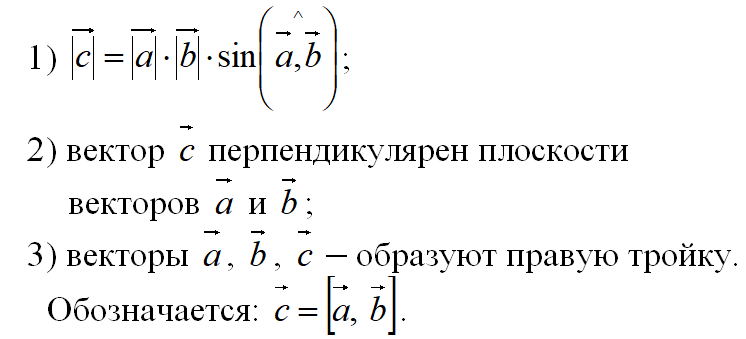 1) |c⃗| = |a⃗| · |b⃗| · sin(a⃗,^b⃗);
2) вектор c⃗ перпендикулярен плоскости
векторов a⃗ и b⃗;
3) векторы a⃗, b⃗, c⃗ – образуют правую тройку.
Обозначается: c⃗ = [a⃗, b⃗].